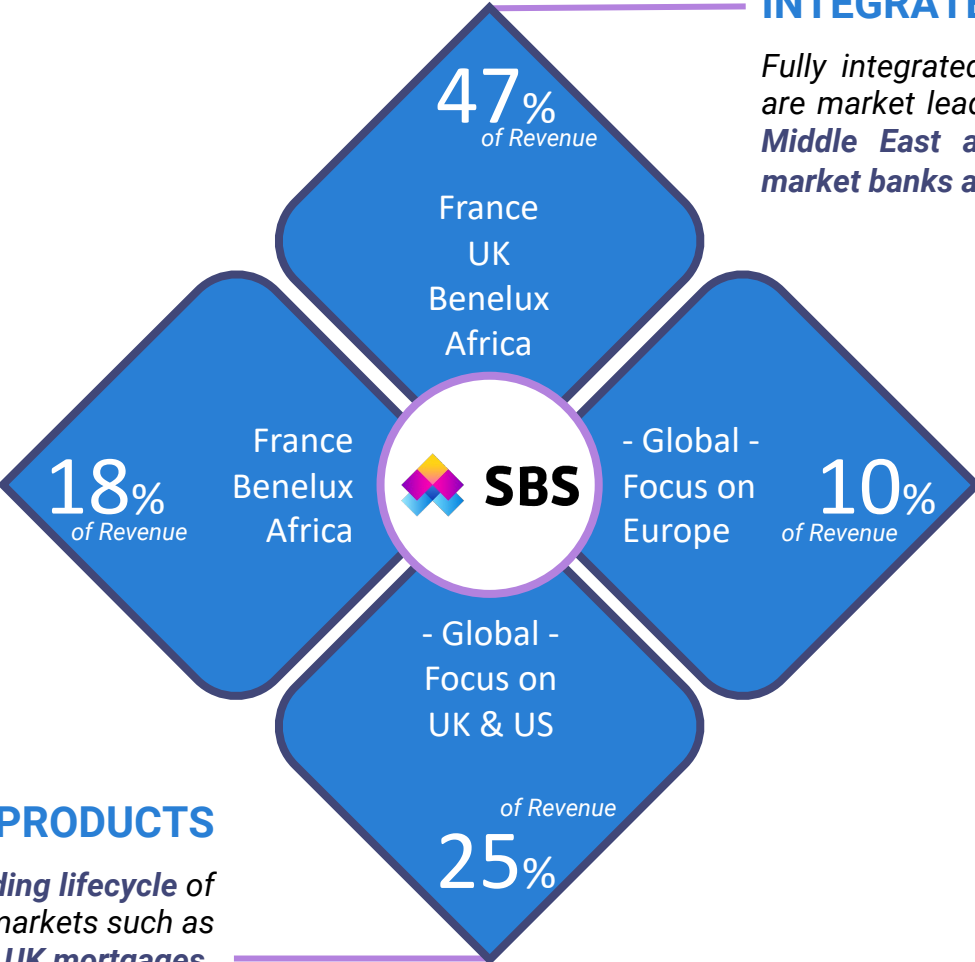 INTEGRATE
Fully integrated
are market lead
Middle East a
market banks a
47%
of Revenue
France
UK
Benelux
Africa
18%
of Revenue
France
Benelux
Africa
SBS
- Global -
Focus on
Europe
10%
of Revenue
- Global -
Focus on
UK & US
of Revenue
25%
PRODUCTS
ding lifecycle of
markets such as
UK mortgages.